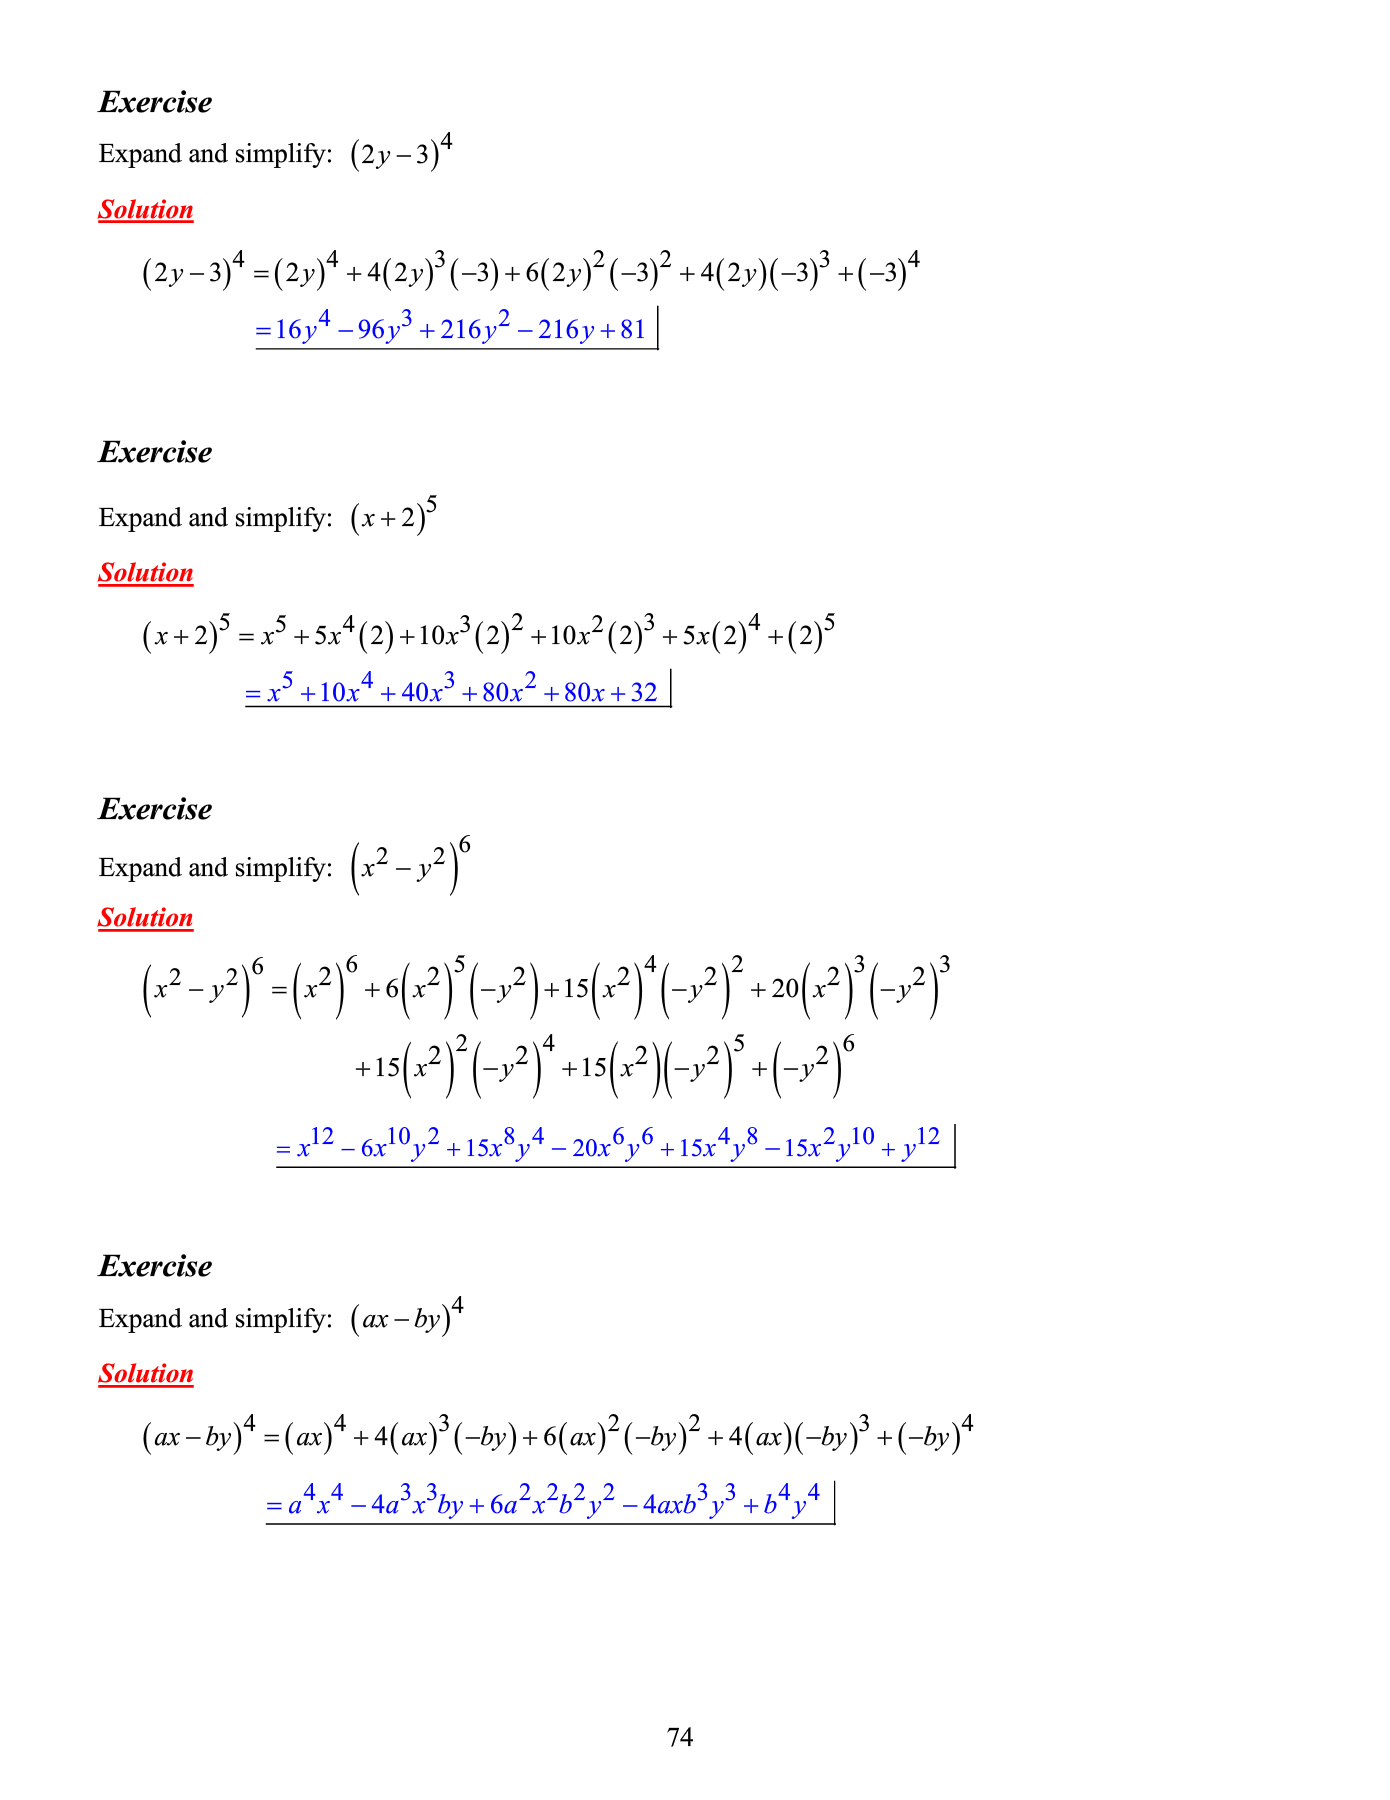 Exercise
Expand and simplify: (2y − 3)^4
Solution
(2y − 3)^4 = (2y)^4 + 4(2y)^3(−3) + 6(2y)^2(−3)^2 + 4(2y)(−3)^3 + (−3)^4
= 16y^4 − 96y^3 + 216y^2 − 216y + 81
Exercise
Expand and simplify: (x + 2)^5
Solution
(x + 2)^5 = x^5 + 5x^4(2) + 10x^3(2)^2 + 10x^2(2)^3 + 5x(2)^4 + (2)^5
= x^5 + 10x^4 + 40x^3 + 80x^2 + 80x + 32
Exercise
Expand and simplify: (x^2 − y^2)^6
Solution
(x^2 − y^2)^6 = (x^2)^6 + 6(x^2)^5(−y^2) + 15(x^2)^4(−y^2)^2 + 20(x^2)^3(−y^2)^3
+ 15(x^2)^2(−y^2)^4 + 15(x^2)(−y^2)^5 + (−y^2)^6
= x^12 − 6x^10y^2 + 15x^8y^4 − 20x^6y^6 + 15x^4y^8 − 15x^2y^10 + y^12
Exercise
Expand and simplify: (ax − by)^4
Solution
(ax − by)^4 = (ax)^4 + 4(ax)^3(−by) + 6(ax)^2(−by)^2 + 4(ax)(−by)^3 + (−by)^4
= a^4x^4 − 4a^3x^3by + 6a^2x^2b^2y^2 − 4axb^3y^3 + b^4y^4
74